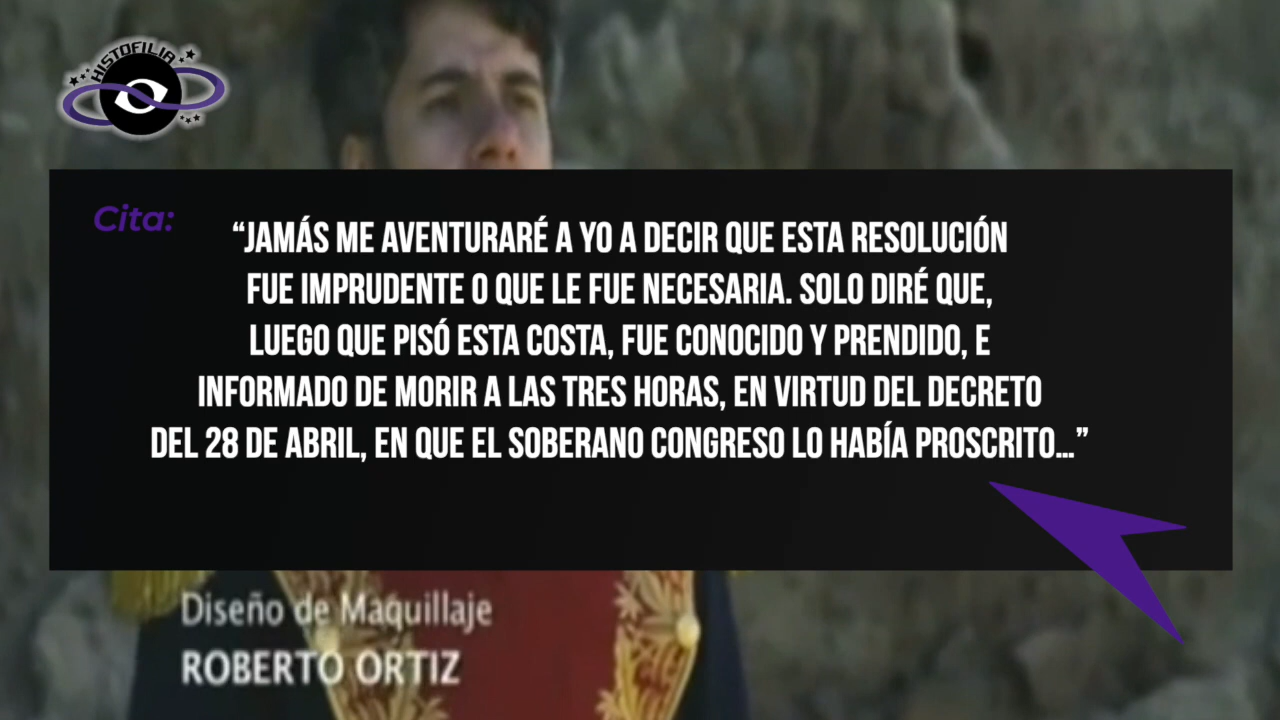 HISTOFILIA
Cita:
“JAMÁS ME AVENTURARÉ A YO A DECIR QUE ESTA RESOLUCIÓN
FUE IMPRUDENTE O QUE LE FUE NECESARIA. SOLO DIRÉ QUE,
LUEGO QUE PISÓ ESTA COSTA, FUE CONOCIDO Y PRENDIDO, E
INFORMADO DE MORIR A LAS TRES HORAS, EN VIRTUD DEL DECRETO
DEL 28 DE ABRIL, EN QUE EL SOBERANO CONGRESO LO HABÍA PROSCRITO...”
Diseño de Maquillaje
ROBERTO ORTIZ